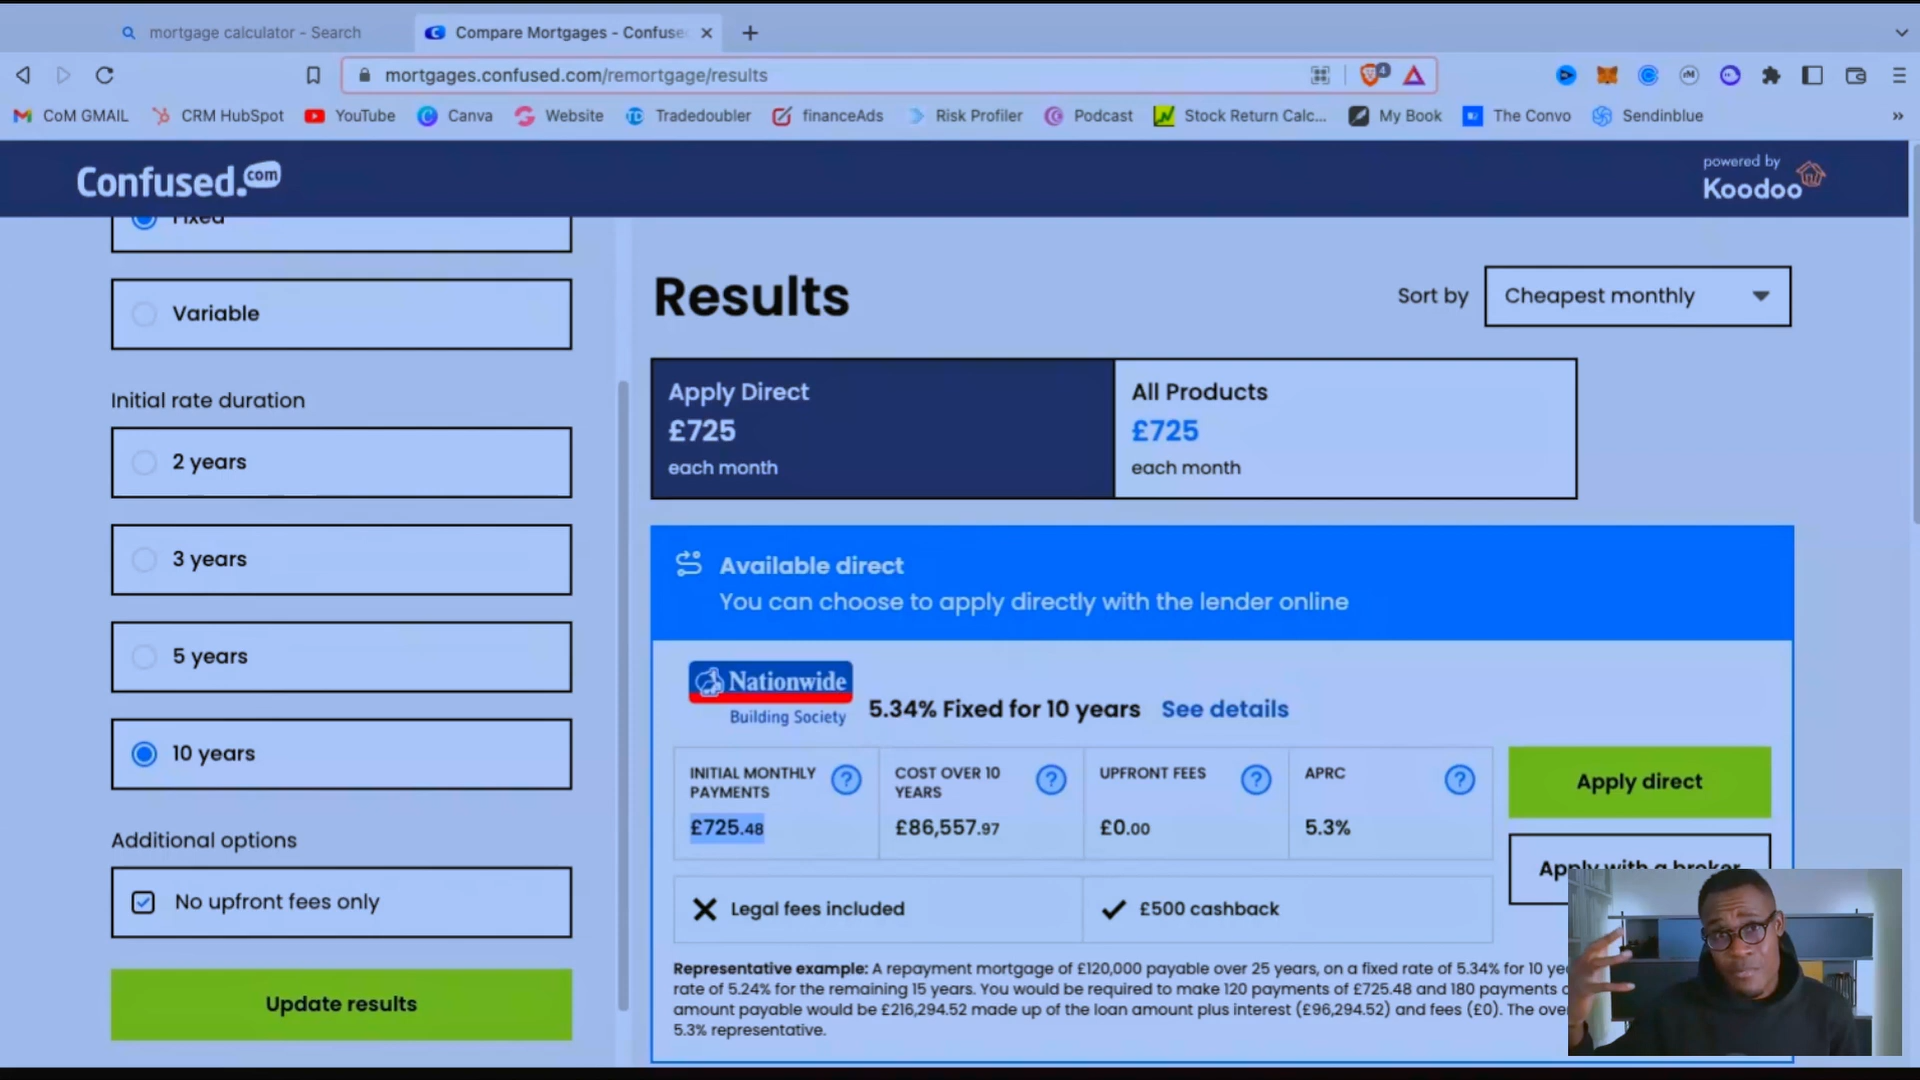 mortgage calculator - Search
Compare Mortgages - Confuse
mortgages.confused.com/remortgage/results
4
CoM GMAIL
CRM HubSpot
YouTube
Canva
Website
Tradedoubler
financeAds
Risk Profiler
Podcast
Stock Return Calc...
My Book
The Convo
Sendinblue
Confused.com
powered by
Koodoo
Fixed
Variable
Initial rate duration
2 years
3 years
5 years
10 years
Additional options
No upfront fees only
Update results
Results
Sort by
Cheapest monthly
Apply Direct
£725
each month
All Products
£725
each month
Available direct
You can choose to apply directly with the lender online
Nationwide
Building Society
5.34% Fixed for 10 years See details
INITIAL MONTHLY
PAYMENTS
£725.48
COST OVER 10
YEARS
£86,557.97
UPFRONT FEES
£0.00
APRC
5.3%
Apply direct
Apply with a broker
Legal fees included
£500 cashback
Representative example: A repayment mortgage of £120,000 payable over 25 years, on a fixed rate of 5.34% for 10 ye
rate of 5.24% for the remaining 15 years. You would be required to make 120 payments of £725.48 and 180 payments
amount payable would be £216,294.52 made up of the loan amount plus interest (£96,294.52) and fees (£0). The ove
5.3% representative.